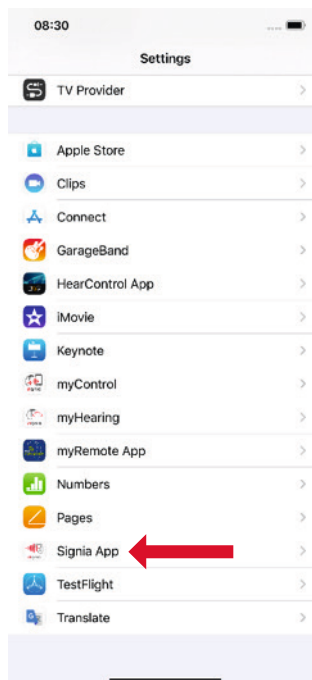 08:30
Settings
TV Provider
Apple Store
Clips
Connect
GarageBand
HearControl App
iMovie
Keynote
myControl
myHearing
myRemote App
Numbers
Pages
Signia App
TestFlight
Translate